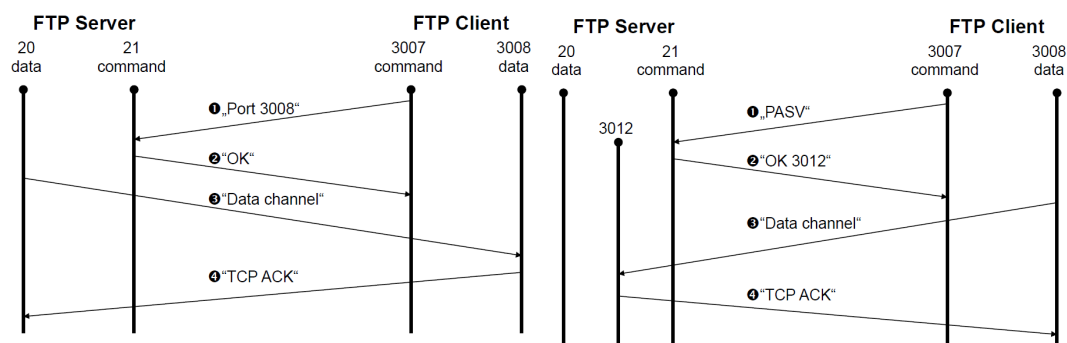 FTP Server
FTP Client
20
data
21
command
3007
command
3008
data
❶„Port 3008“
❷“OK“
❸“Data channel“
❹“TCP ACK“
FTP Server
FTP Client
20
data
21
command
3007
command
3008
data
3012
❶„PASV“
❷“OK 3012“
❸“Data channel“
❹“TCP ACK“